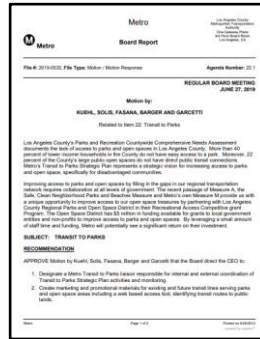 Metro
Los Angeles County
Metropolitan Transportation
Authority
One Gateway Plaza
3rd Floor Board Room
Los Angeles, CA
Metro
Board Report
File #: 2019-0520, File Type: Motion / Motion Response
Agenda Number: 22.1
REGULAR BOARD MEETING
JUNE 27, 2019
Motion by:
KUEHL, SOLIS, FASANA, BARGER AND GARCETTI
Related to Item 22: Transit to Parks
Los Angeles County's Parks and Recreation Countywide Comprehensive Needs Assessment
documents the lack of access to parks and open spaces in Los Angeles County. More than 40
percent of lower-income households in the County do not have easy access to a park. Moreover, 22
percent of the County's large public open spaces do not have direct public transit connections.
Metro's Transit to Parks Strategic Plan represents a strategic vision for increasing access to parks
and open space, specifically for disadvantaged communities.
Improving access to parks and open spaces by filling in the gaps in our regional transportation
network requires collaboration at all levels of government. The recent passage of Measure A, the
Safe, Clean Neighborhood Parks and Beaches Measure and Metro's own Measure M provide us with
a unique opportunity to improve access to our open space treasures by partnering with Los Angeles
County Regional Parks and Open Space District in their Recreational Access Competitive grant
Program. The Open Space District has $5 million in funding available for grants to local government
entities and non-profits to improve access to parks and open spaces. By leveraging a small amount
of staff time and funding, Metro will potentially see a significant return on their investment.
SUBJECT: TRANSIT TO PARKS
RECOMMENDATION
APPROVE Motion by Kuehl, Solis, Fasana, Barger and Garcetti that the Board direct the CEO to:
1. Designate a Metro Transit to Parks liaison responsible for internal and external coordination of
Transit to Parks Strategic Plan activities and monitoring.
2. Create marketing and promotional materials for existing and future transit lines serving parks
and open space areas including a web based access tool, identifying transit routes to public
lands.
Metro
Page 1 of 2